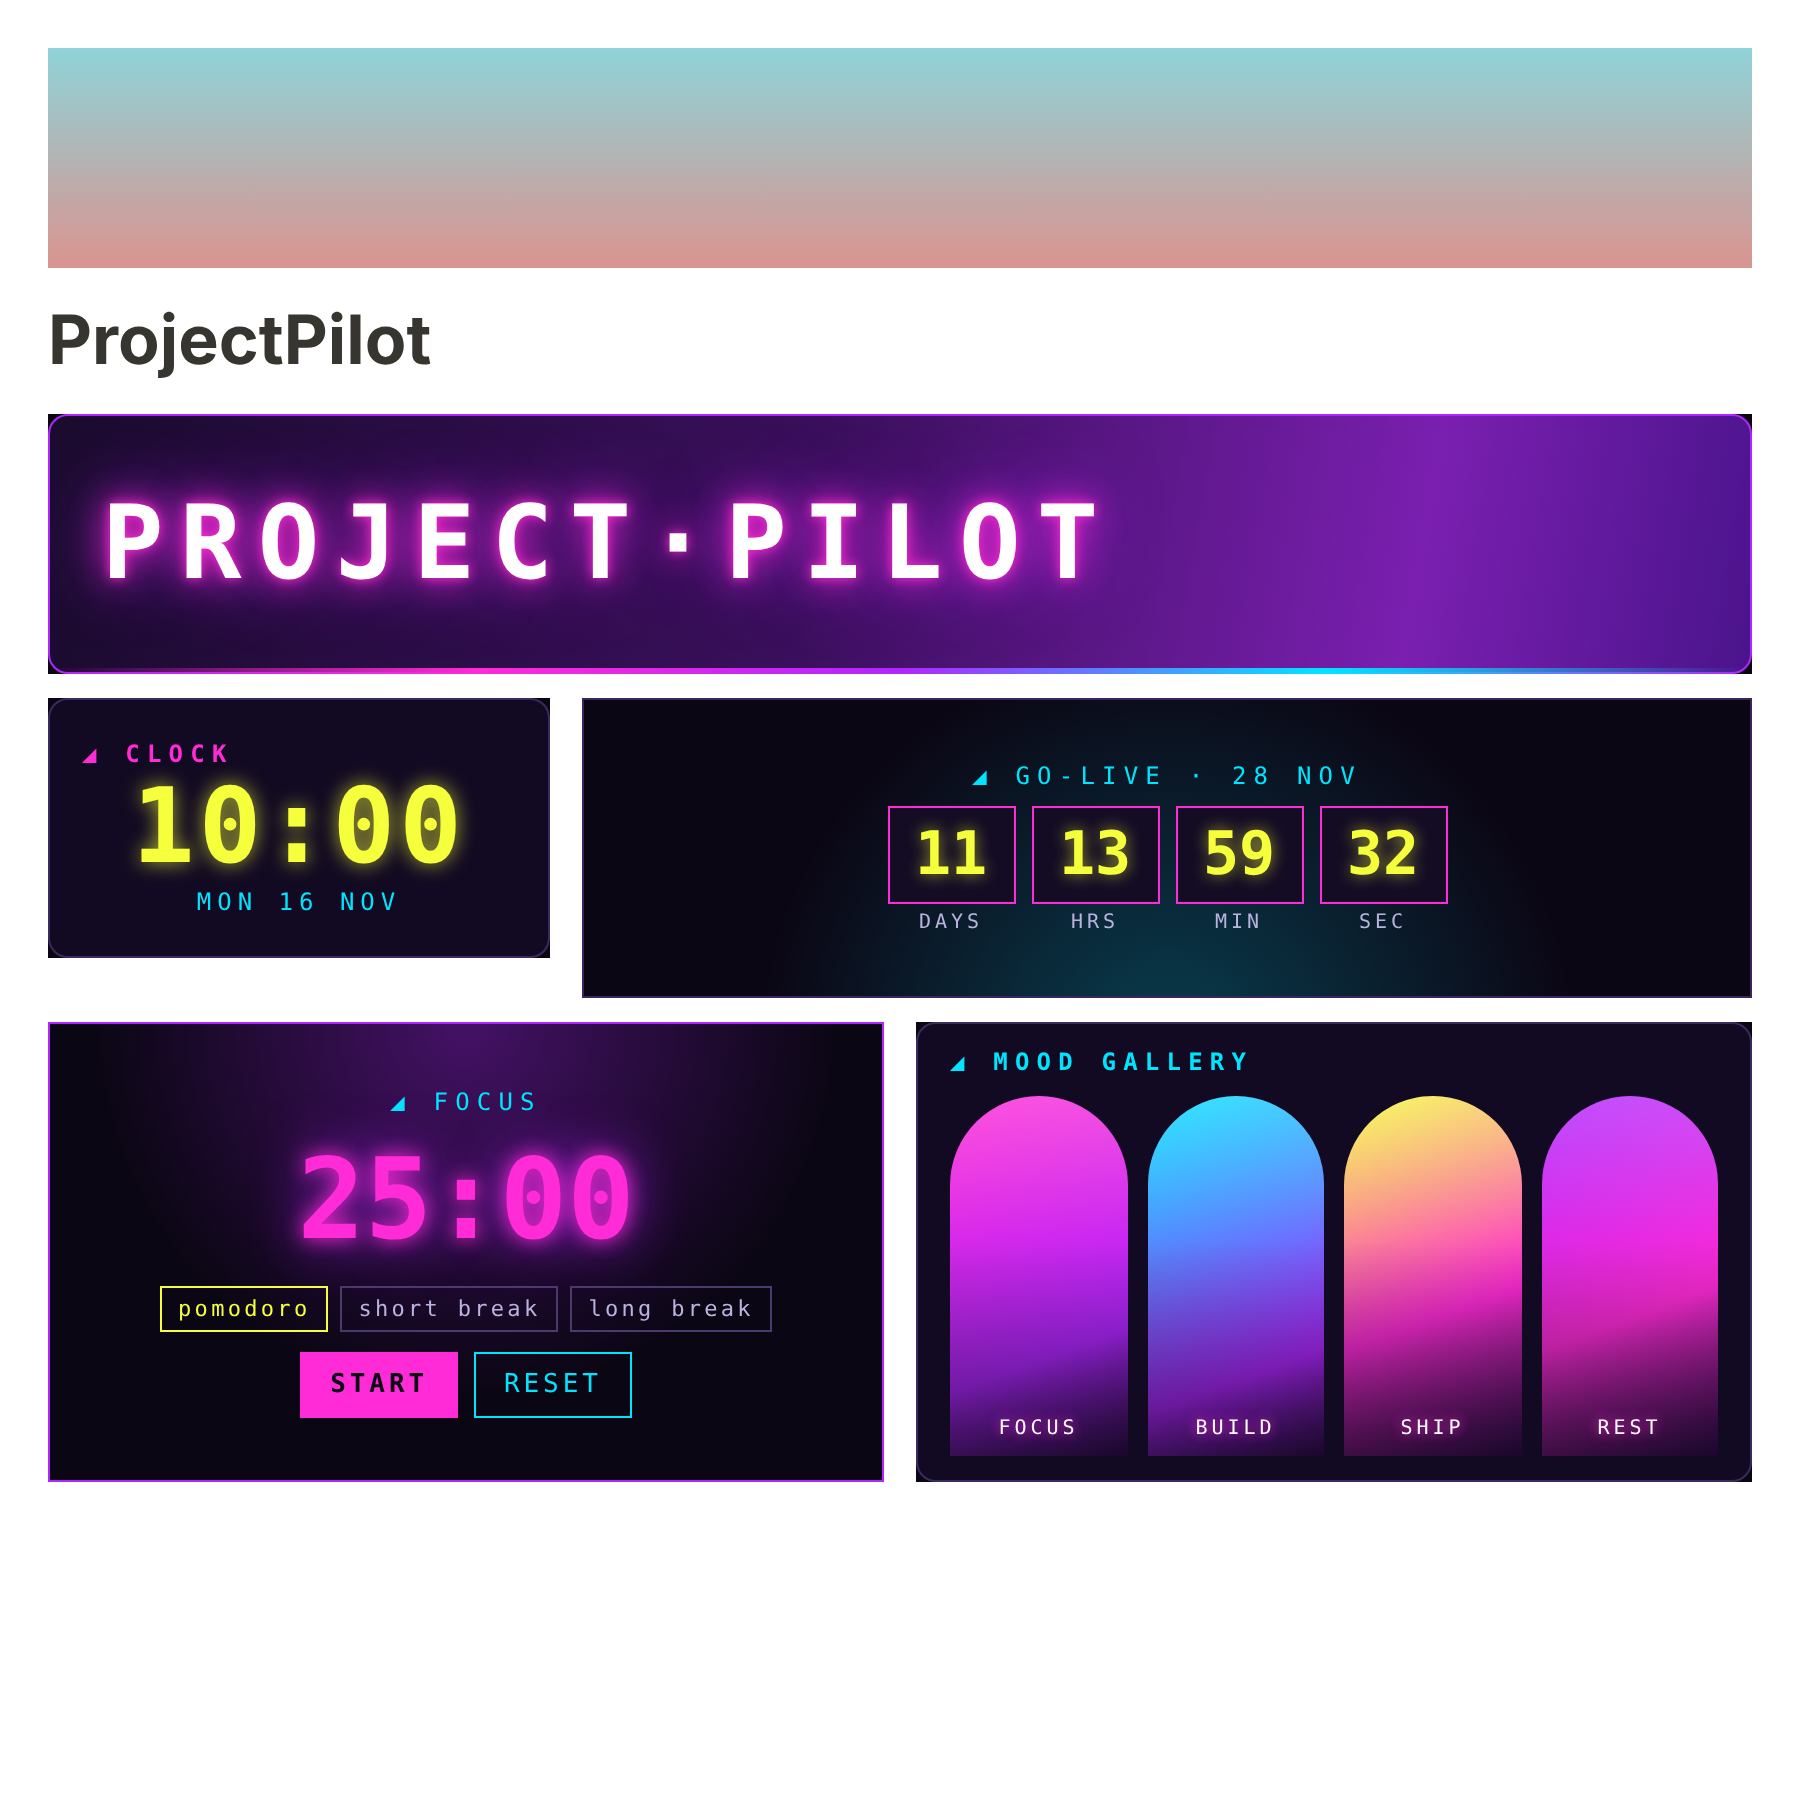 ProjectPilot
PROJECT·PILOT
◢ CLOCK
10:00
MON 16 NOV
◢ GO-LIVE · 28 NOV
11 13 59 32
DAYS HRS MIN SEC
◢ FOCUS
25:00
pomodoro short break long break
START RESET
◢ MOOD GALLERY
FOCUS BUILD SHIP REST